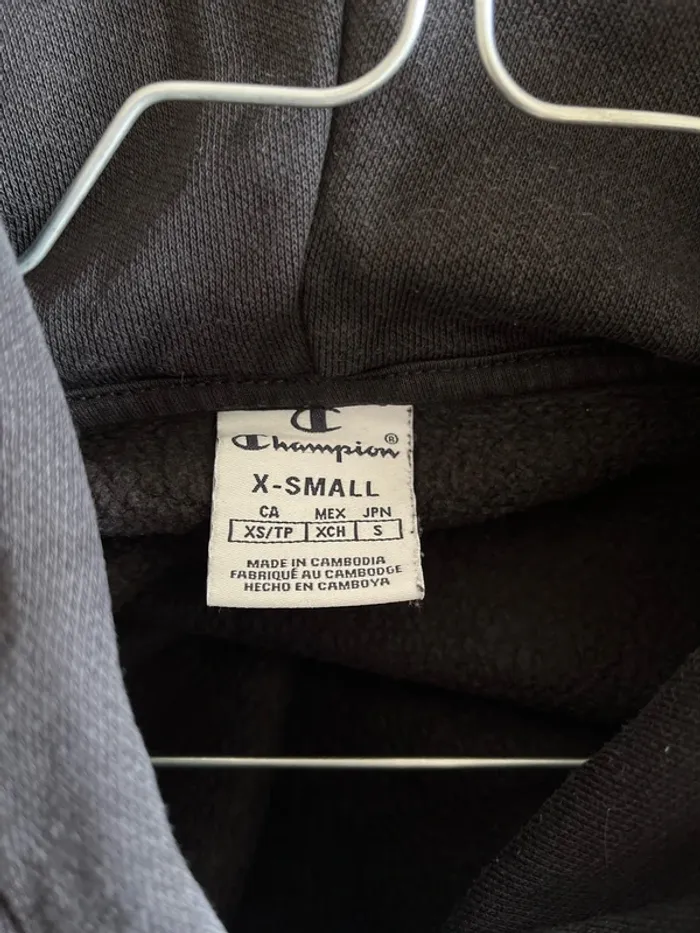 Champion®
X-SMALL
CA MEX JPN
XS/TP XCH S
MADE IN CAMBODIA
FABRIQUÉ AU CAMBODGE
HECHO EN CAMBOYA